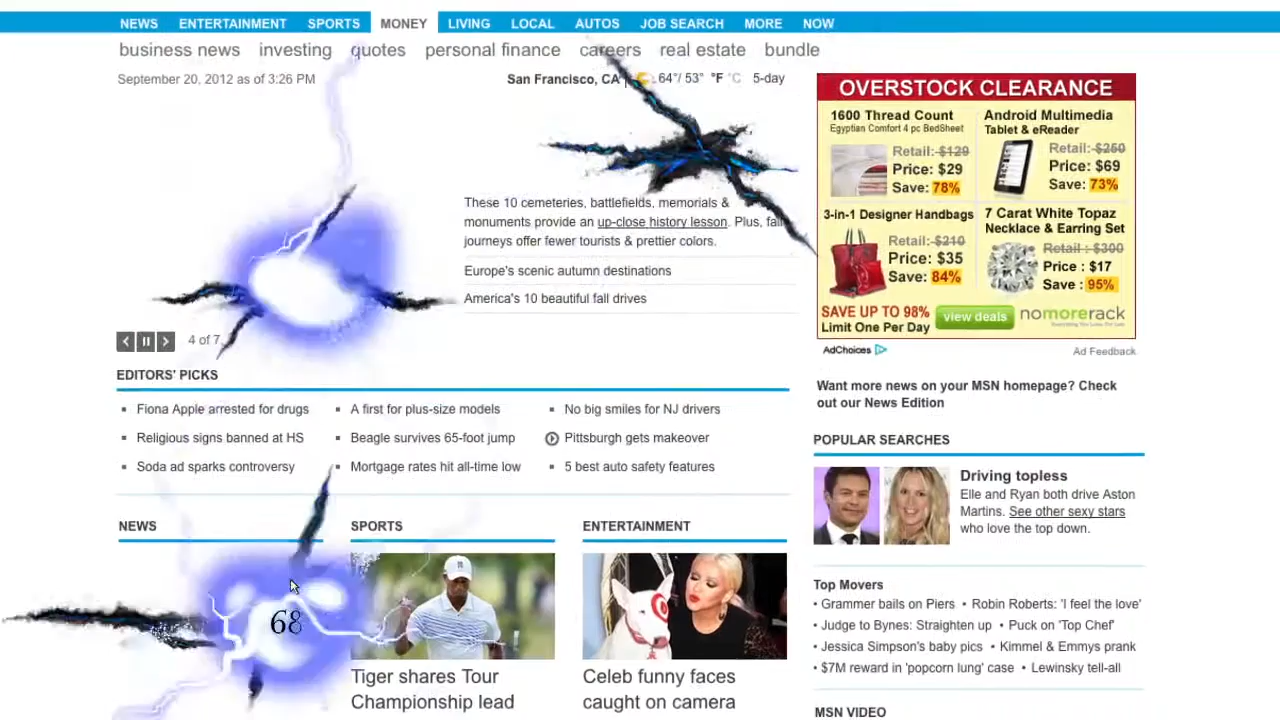 NEWS ENTERTAINMENT SPORTS MONEY LIVING LOCAL AUTOS JOB SEARCH MORE NOW
business news investing quotes personal finance careers real estate bundle
September 20, 2012 as of 3:26 PM
San Francisco, CA | 64°/ 53° °F °C 5-day
These 10 cemeteries, battlefields, memorials &
monuments provide an up-close history lesson. Plus, fall
journeys offer fewer tourists & prettier colors.
Europe's scenic autumn destinations
America's 10 beautiful fall drives
4 of 7
OVERSTOCK CLEARANCE
1600 Thread Count
Egyptian Comfort 4 pc BedSheet
Retail: $129
Price: $29
Save: 78%
Android Multimedia
Tablet & eReader
Retail: $250
Price: $69
Save: 73%
3-in-1 Designer Handbags
Retail: $210
Price: $35
Save: 84%
7 Carat White Topaz
Necklace & Earring Set
Retail : $300
Price : $17
Save : 95%
SAVE UP TO 98%
Limit One Per Day
view deals
nomorerack
AdChoices
Ad Feedback
EDITORS' PICKS
Fiona Apple arrested for drugs
A first for plus-size models
No big smiles for NJ drivers
Religious signs banned at HS
Beagle survives 65-foot jump
Pittsburgh gets makeover
Soda ad sparks controversy
Mortgage rates hit all-time low
5 best auto safety features
Want more news on your MSN homepage? Check
out our News Edition
POPULAR SEARCHES
Driving topless
Elle and Ryan both drive Aston
Martins. See other sexy stars
who love the top down.
NEWS
68
SPORTS
Tiger shares Tour
Championship lead
ENTERTAINMENT
Celeb funny faces
caught on camera
Top Movers
• Grammer bails on Piers • Robin Roberts: 'I feel the love'
• Judge to Bynes: Straighten up • Puck on 'Top Chef'
• Jessica Simpson's baby pics • Kimmel & Emmys prank
• $7M reward in 'popcorn lung' case • Lewinsky tell-all
MSN VIDEO